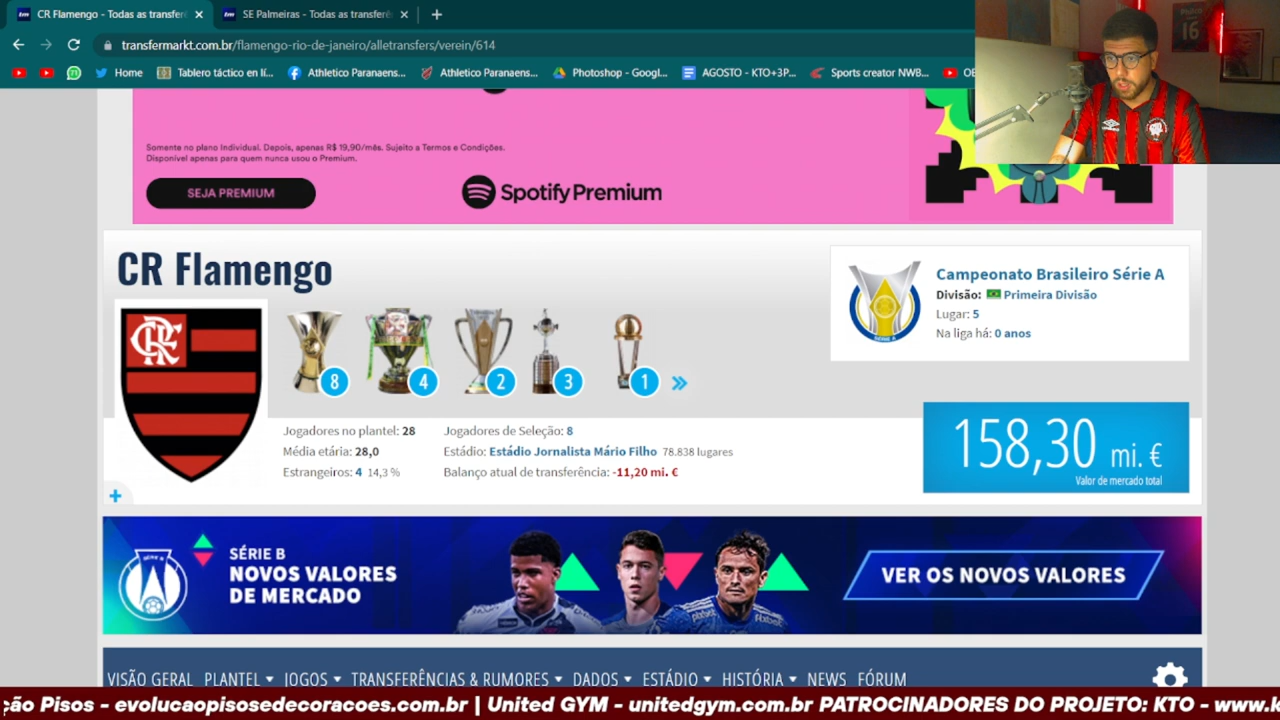 CR Flamengo - Todas as transferê
SE Palmeiras - Todas as transferê
transfermarkt.com.br/flamengo-rio-de-janeiro/alletransfers/verein/614
Home
Tablero táctico en lí...
Athletico Paranaens...
Athletico Paranaens...
Photoshop - Googl...
AGOSTO - KTO+3P...
Sports creator NWB...
16
Somente no plano Individual. Depois, apenas R$ 19,90/mês. Sujeito a Termos e Condições.
Disponível apenas para quem nunca usou o Premium.
SEJA PREMIUM
Spotify Premium
CR Flamengo
CRF
8
4
2
3
1
Campeonato Brasileiro Série A
Divisão: Primeira Divisão
Lugar: 5
Na liga há: 0 anos
SÉRIE A
Jogadores no plantel: 28
Média etária: 28,0
Estrangeiros: 4 14,3 %
Jogadores de Seleção: 8
Estádio: Estádio Jornalista Mário Filho 78.838 lugares
Balanço atual de transferência: -11,20 mi. €
158,30 mi. €
Valor de mercado total
SÉRIE B
SÉRIE B
NOVOS VALORES
DE MERCADO
VER OS NOVOS VALORES
VISÃO GERAL PLANTEL JOGOS TRANSFERÊNCIAS & RUMORES DADOS ESTÁDIO HISTÓRIA NEWS FÓRUM
ção Pisos - evolucaopisosedecoracoes.com.br | United GYM - unitedgym.com.br PATROCINADORES DO PROJETO: KTO - www.k